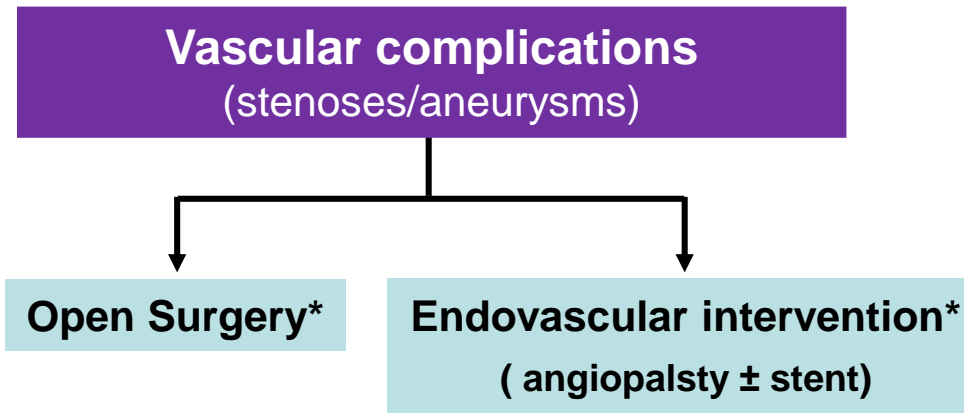 Vascular complications
(stenoses/aneurysms)
Open Surgery*
Endovascular intervention*
( angiopalsty ± stent)